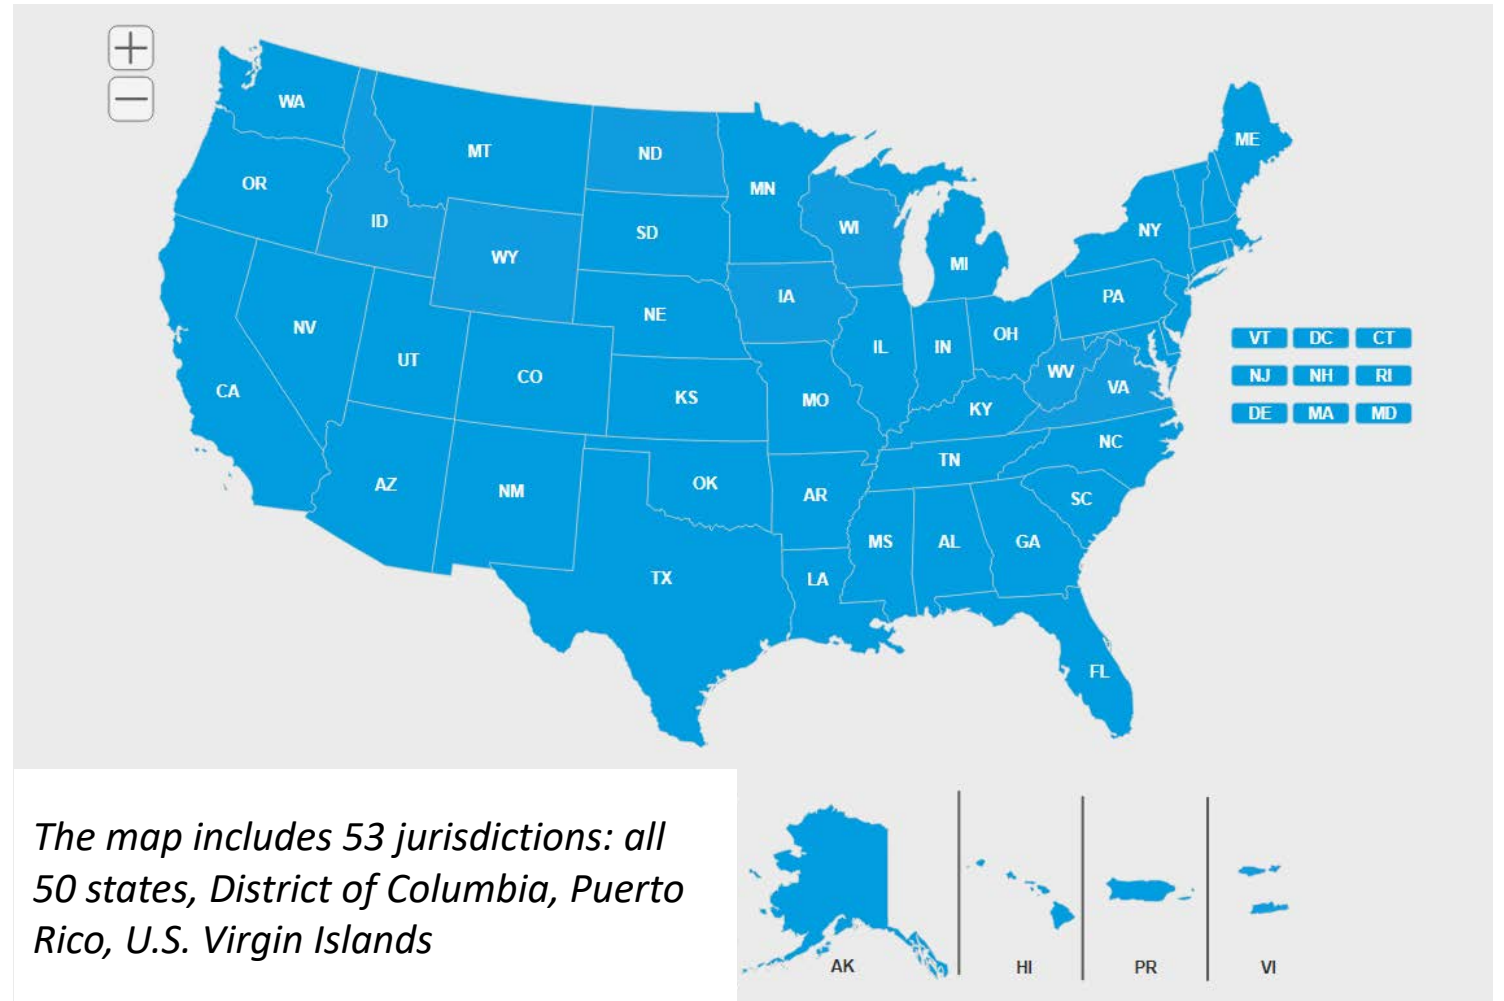 WA
MT
ND
MN
ME
OR
ID
WY
SD
WI
MI
NY
NV
UT
CO
NE
IA
IL
IN
OH
PA
CA
KS
MO
KY
WV
VA
VT DC CT
NJ NH RI
DE MA MD
AZ
NM
OK
AR
TN
NC
SC
TX
LA
MS
AL
GA
FL
The map includes 53 jurisdictions: all
50 states, District of Columbia, Puerto
Rico, U.S. Virgin Islands
AK
HI
PR
VI